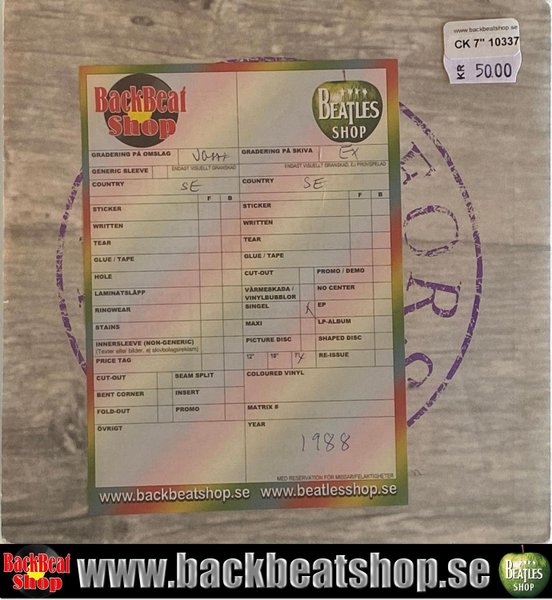 www.backbeatshop.se
CK 7" 10337
KR 5000
BackBeat
Shop
BEATLES
SHOP
GRADERING PÅ OMSLAG
GRADERING PÅ SKIVA Ex
GENERIC SLEEVE ENDAST VISUELLT GRANSKAD
ENDAST VISUELLT GRANSKAD, EJ PROVSPELAD
COUNTRY SE
COUNTRY SE
F B
F B
STICKER
STICKER
WRITTEN
WRITTEN
TEAR
TEAR
GLUE / TAPE
GLUE / TAPE
HOLE
CUT-OUT PROMO / DEMO
LAMINATSLÄPP
VÄRMESKADA /
VINYLBUBBLOR
NO CENTER
RINGWEAR
SINGEL X EP
STAINS
MAXI LP-ALBUM
INNERSLEEVE (NON-GENERIC)
(Texter eller bilder, ej skivbolagsreklam)
PICTURE DISC SHAPED DISC
PRICE TAG
12" 10" 7" X RE-ISSUE
CUT-OUT SEAM SPLIT
COLOURED VINYL
BENT CORNER INSERT
FOLD-OUT PROMO
MATRIX #
ÖVRIGT
YEAR
1988
MED RESERVATION FÖR MISSAR/FELAKTIGHETER.
www.backbeatshop.se www.beatlesshop.se
BackBeat
Shop
www.backbeatshop.se
BEATLES
SHOP